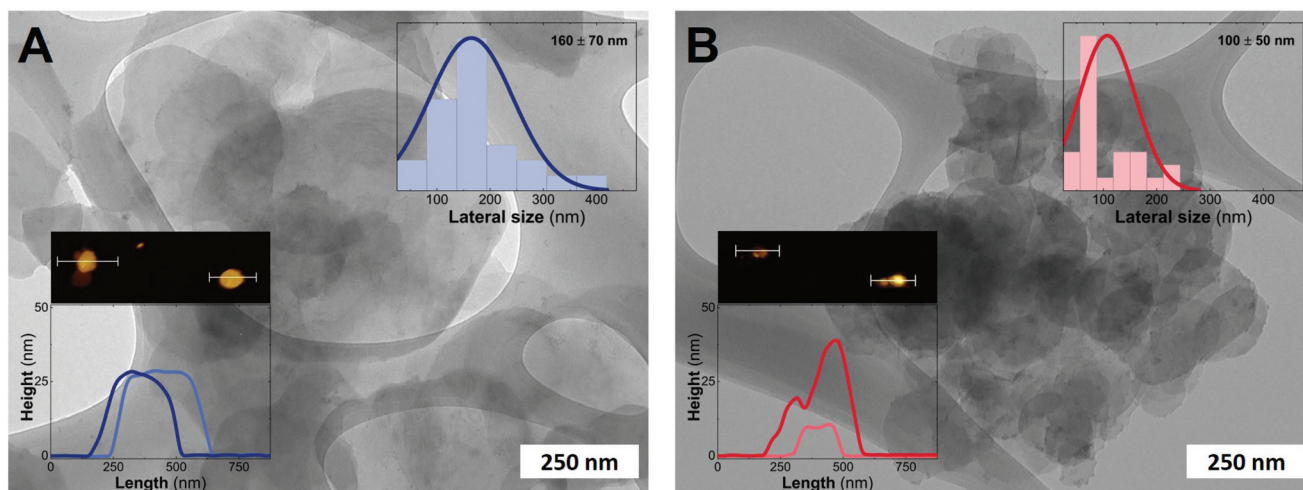 A
160 ± 70 nm
100 200 300 400
Lateral size (nm)
50
25
0
Height (nm)
0 250 500 750
Length (nm)
250 nm
B
100 ± 50 nm
100 200 300 400
Lateral size (nm)
50
25
0
Height (nm)
0 250 500 750
Length (nm)
250 nm